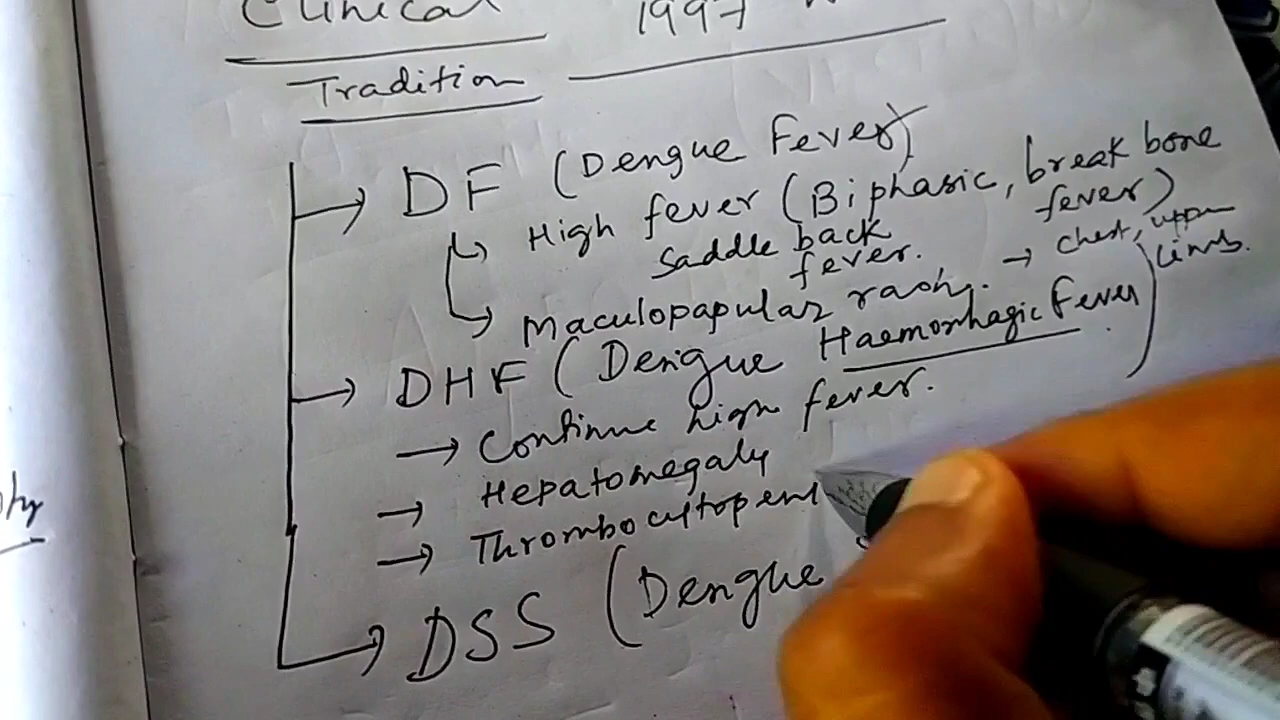 Clinical 1997
Tradition
DF (Dengue Fever)
High fever (Biphasic, break bone
fever)
Saddle back
fever.
Maculopapular rash. → chest, upper
limbs.
DHF (Dengue Haemorrhagic Fever)
→ Continue high fever.
→ Hepatomegaly
→ Thrombocytopeni
DSS (Dengue